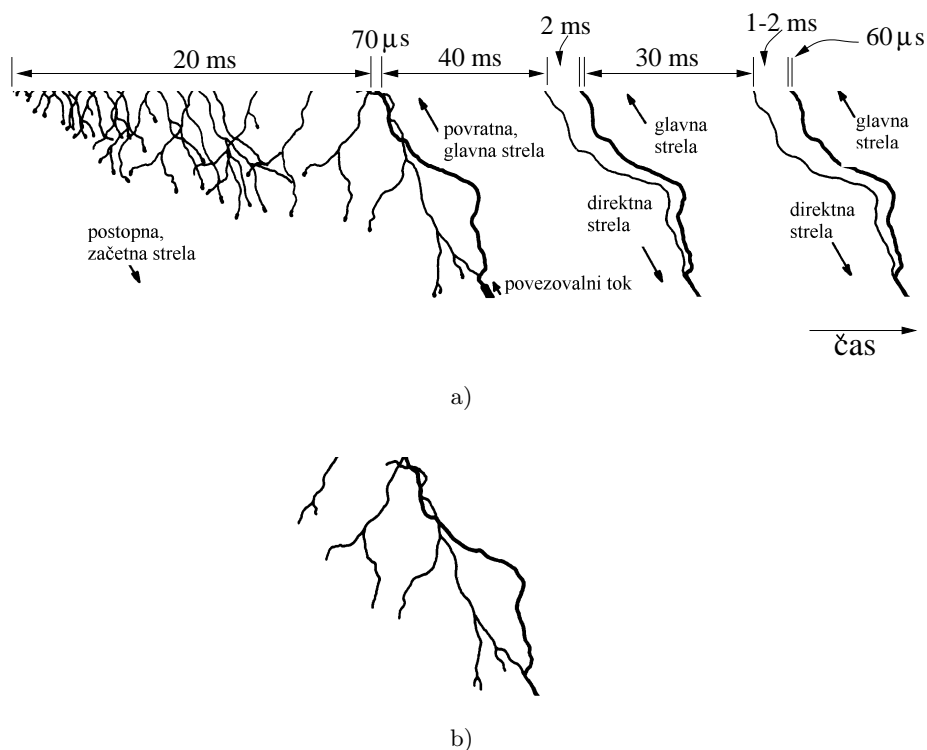 20 ms
70 μs
40 ms
2 ms
30 ms
1-2 ms
60 μs
povratna,
glavna strela
glavna
strela
glavna
strela
postopna,
začetna strela
direktna
strela
direktna
strela
povezovalni tok
čas
a)
b)